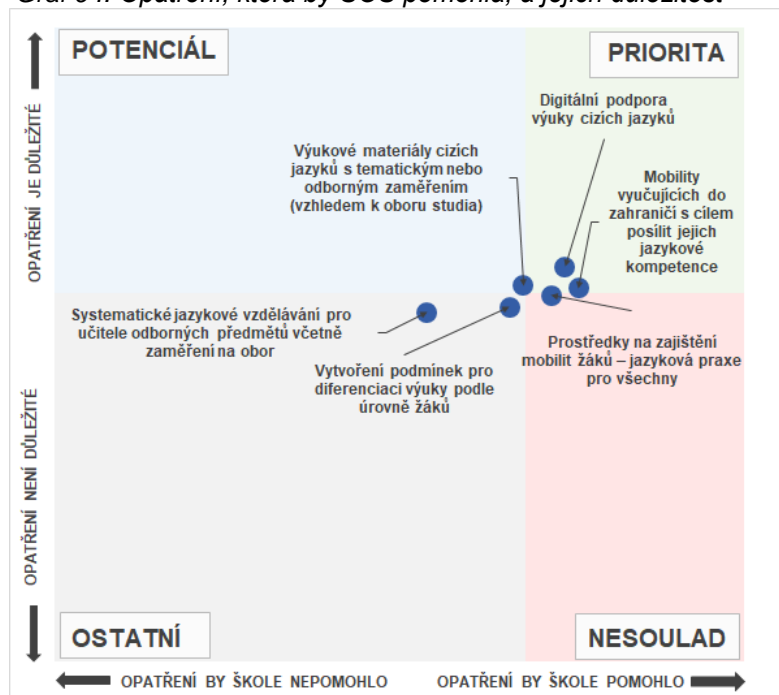 POTENCIÁL
PRIORITA
Digitální podpora
výuky cizích jazyků
Výukové materiály cizích
jazyků s tematickým nebo
odborným zaměřením
(vzhledem k oboru studia)
Mobility
vyučujících do
zahraničí s cílem
posílit jejich
jazykové
kompetence
OPATŘENÍ JE DŮLEŽITÉ
Systematické jazykové vzdělávání pro
učitele odborných předmětů včetně
zaměření na obor
Vytvoření podmínek pro
diferenciaci výuky podle
úrovně žáků
Prostředky na zajištění
mobilit žáků – jazyková praxe
pro všechny
OPATŘENÍ NENÍ DŮLEŽITÉ
OSTATNÍ
NESOULAD
OPATŘENÍ BY ŠKOLE NEPOMOHLO
OPATŘENÍ BY ŠKOLE POMOHLO